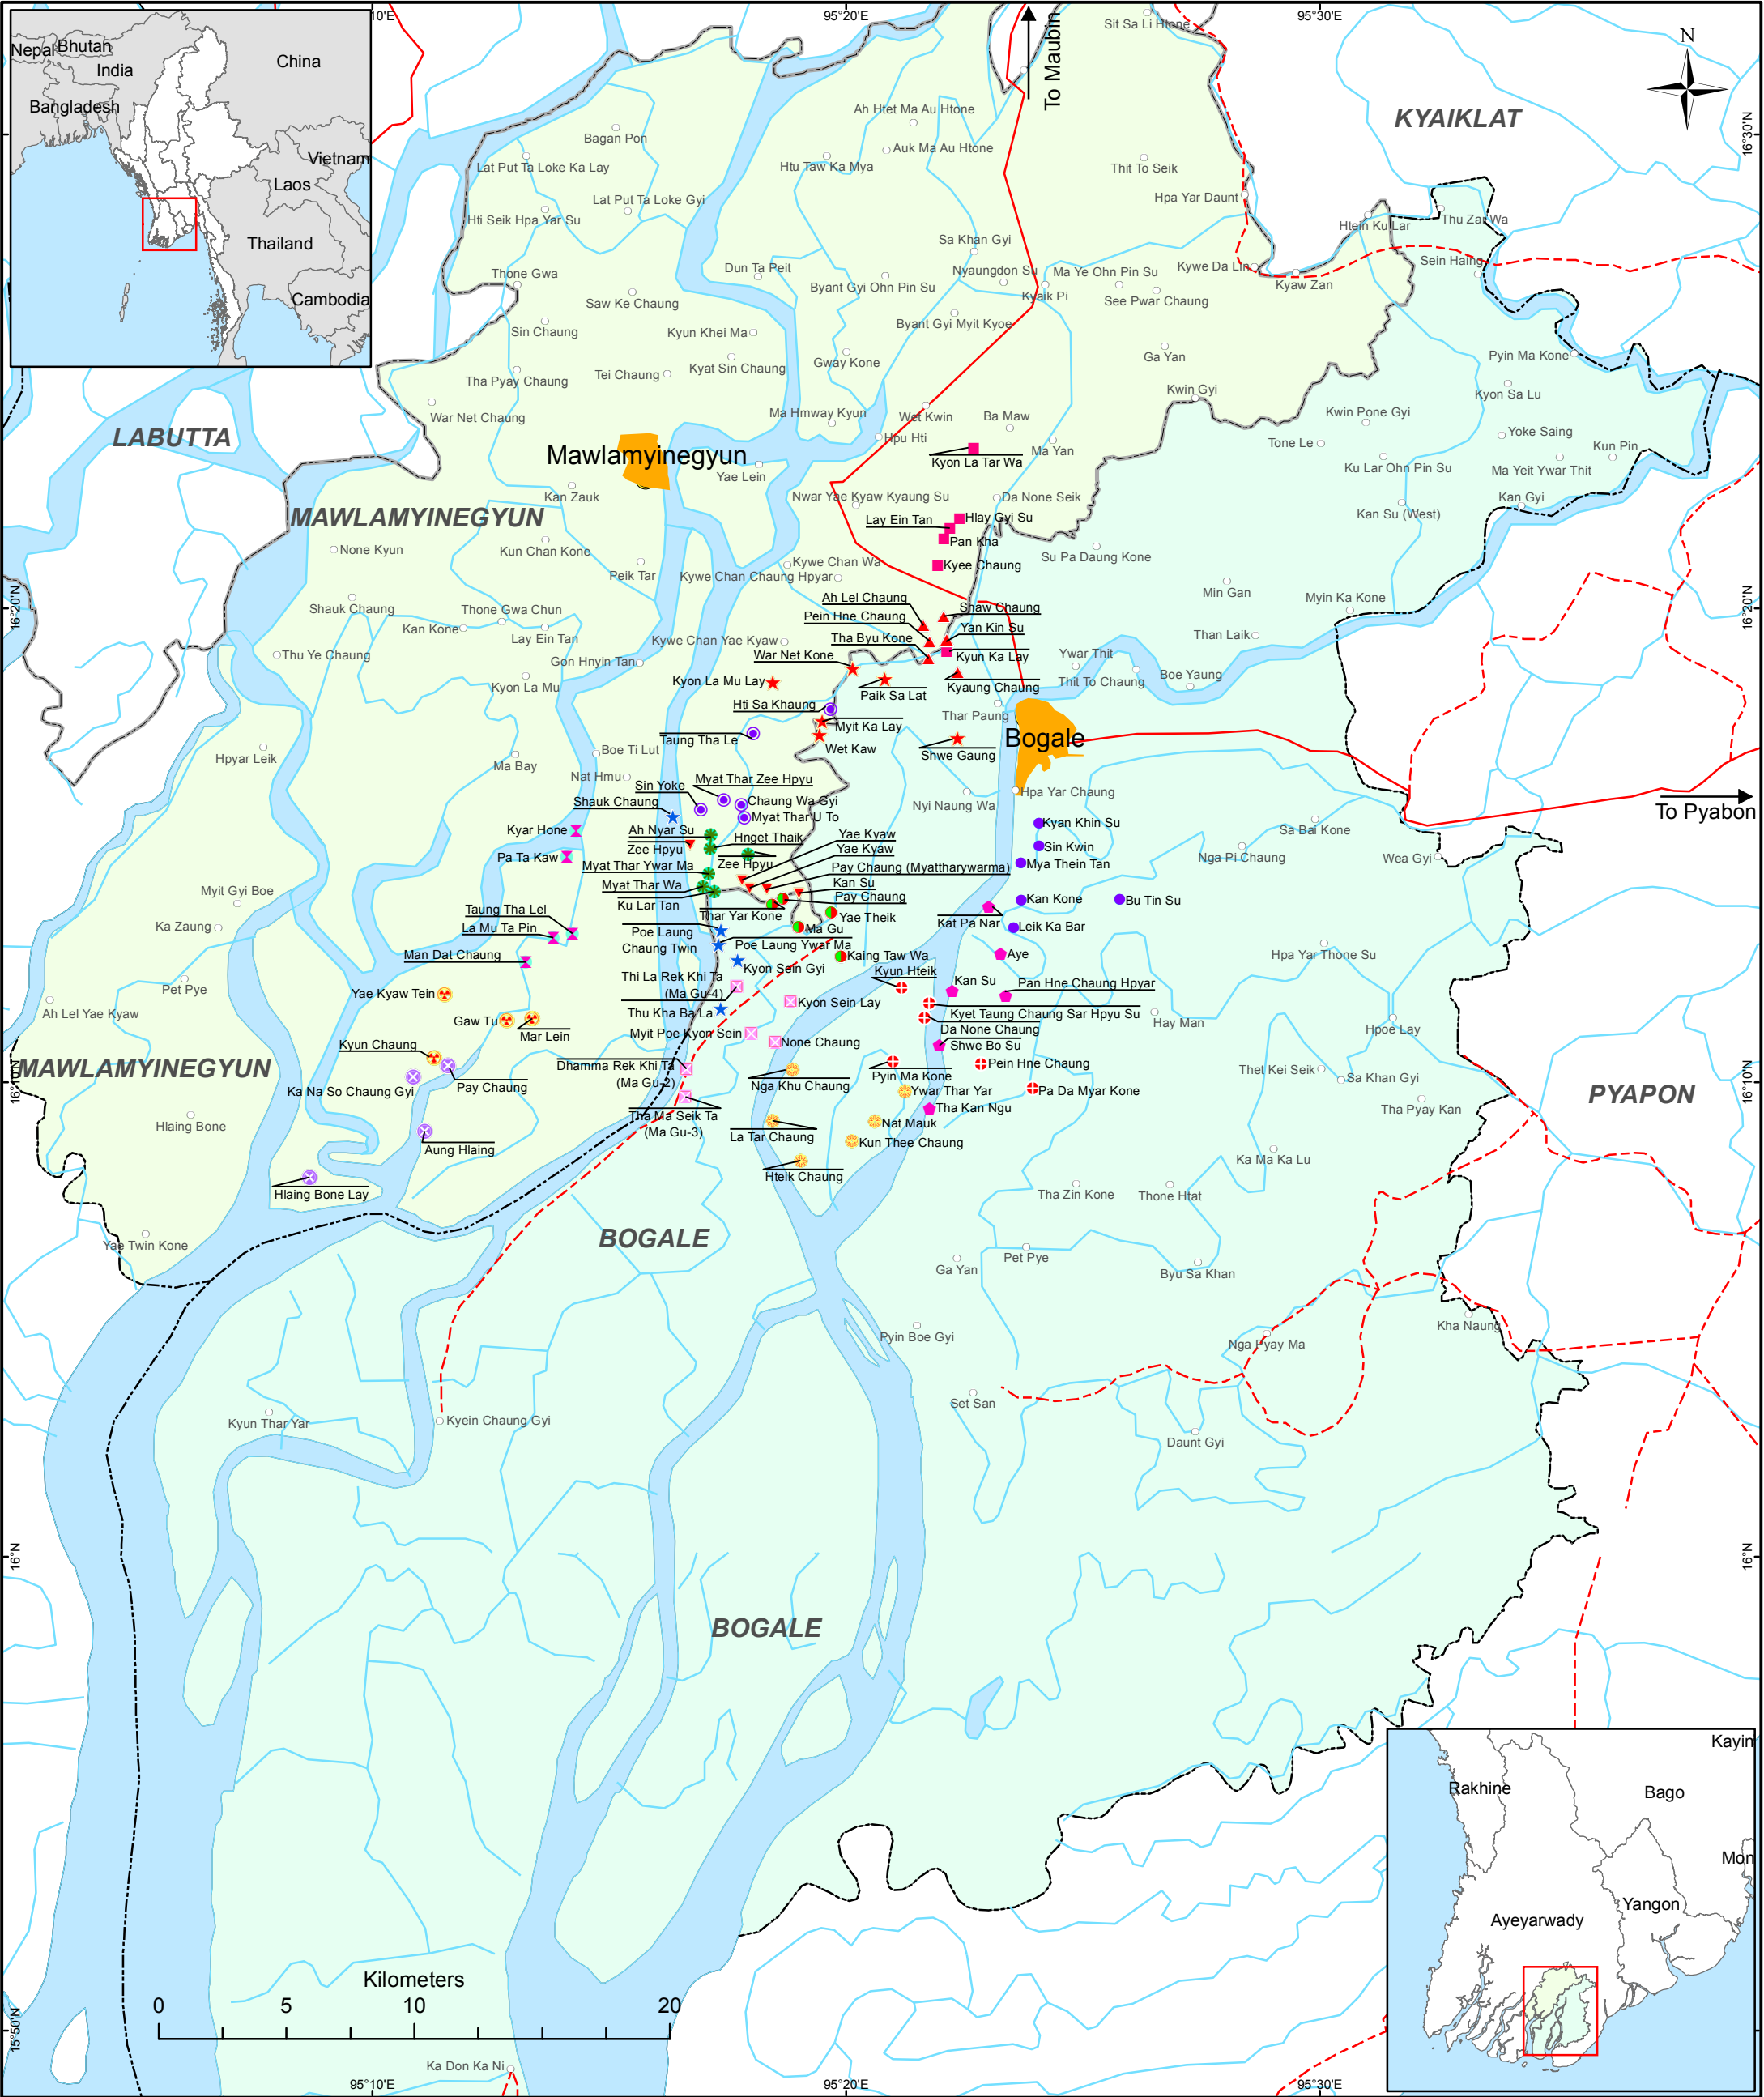 10'E
95°20'E
95°30'E
Nepal
Bhutan
China
India
Bangladesh
Vietnam
Laos
Thailand
Cambodia
To Maubin
Sit Sa Li Htone
N
KYAIKLAT
16°30'N
Ah Htet Ma Au Htone
Bagan Pon
Auk Ma Au Htone
Lat Put Ta Loke Ka Lay
Htu Taw Ka Mya
Thit To Seik
Lat Put Ta Loke Gyi
Hpa Yar Daunt
Hti Seik Hpa Yar Su
Htein Ku Lar
Thu Zar Wa
Sa Khan Gyi
Sein Haing
Thone Gwa
Dun Ta Peit
Nyaungdon Su
Ma Ye Ohn Pin Su
Kywe Da Lin
Byant Gyi Ohn Pin Su
Kyaik Pi
See Pwar Chaung
Kyaw Zan
Saw Ke Chaung
Sin Chaung
Kyun Khei Ma
Byant Gyi Myit Kyoe
Tha Pyay Chaung
Tei Chaung
Kyat Sin Chaung
Gway Kone
Ga Yan
Pyin Ma Kone
Kwin Gyi
Kyon Sa Lu
War Net Chaung
Ma Hmway Kyun
Wet Kwin
Ba Maw
Kwin Pone Gyi
LABUTTA
Hpu Hti
Ma Yan
Tone Le
Yoke Saing
Kun Pin
Mawlamyinegyun
Kyon La Tar Wa
Ku Lar Ohn Pin Su
Ma Yeit Ywar Thit
Yae Lein
Kan Zauk
Nwar Yae Kyaw Kyaung Su
Da None Seik
Kan Gyi
MAWLAMYINEGYUN
Lay Ein Tan
Hlay Gyi Su
Kan Su (West)
Pan Kha
None Kyun
Kun Chan Kone
Su Pa Daung Kone
Kywe Chan Wa
Kyee Chaung
Peik Tar
Kywe Chan Chaung Hpyar
Min Gan
Myin Ka Kone
16°20'N
16°20'N
Ah Lel Chaung
Shaw Chaung
Shauk Chaung
Thone Gwa Chun
Pein Hne Chaung
Kan Kone
Lay Ein Tan
Yan Kin Su
Than Laik
Kywe Chan Yae Kyaw
Tha Byu Kone
Thu Ye Chaung
Gon Hnyin Tan
War Net Kone
Kyun Ka Lay
Ywar Thit
Kyon La Mu
Kyon La Mu Lay
Paik Sa Lat
Kyaung Chaung
Thit To Chaung
Boe Yaung
Hti Sa Khaung
Thar Paung
Myit Ka Lay
Taung Tha Le
Wet Kaw
Bogale
Hpyar Leik
Ma Bay
Boe Ti Lut
Shwe Gaung
Nat Hmu
Myat Thar Zee Hpyu
Sin Yoke
Hpa Yar Chaung
Shauk Chaung
Chaung Wa Gyi
Nyi Naung Wa
To Pyabon
Myat Thar U To
Kyan Khin Su
Sa Bai Kone
Kyar Hone
Ah Nyar Su
Hnget Thaik
Yae Kyaw
Zee Hpyu
Sin Kwin
Pa Ta Kaw
Yae Kyaw
Nga Pi Chaung
Wea Gyi
Zee Hpyu
Myat Thar Ywar Ma
Pay Chaung (Myattharywarma)
Mya Thein Tan
Myit Gyi Boe
Myat Thar Wa
Kan Su
Pay Chaung
Ku Lar Tan
Kan Kone
Bu Tin Su
Taung Tha Lel
Thar Yar Kone
Yae Theik
Kat Pa Nar
Ka Zaung
La Mu Ta Pin
Poe Laung
Chaung Twin
Ma Gu
Leik Ka Bar
Poe Laung Ywar Ma
Man Dat Chaung
Kaing Taw Wa
Aye
Hpa Yar Thone Su
Kyon Sein Gyi
Kyun Hteik
Thi La Rek Khi Ta
(Ma Gu-4)
Kan Su
Pan Hne Chaung Hpyar
Pet Pye
Yae Kyaw Tein
Kyon Sein Lay
Ah Lel Yae Kyaw
Thu Kha Ba La
Kyet Taung Chaung Sar Hpyu Su
Hay Man
Hpoe Lay
Gaw Tu
Mar Lein
Myit Poe Kyon Sein
Da None Chaung
Kyun Chaung
None Chaung
Shwe Bo Su
MAWLAMYINEGYUN
Dhamma Rek Khi Ta
(Ma Gu-2)
Pyin Ma Kone
Pein Hne Chaung
Thet Kei Seik
Sa Khan Gyi
16°10'N
16°10'N
Ka Na So Chaung Gyi
Pay Chaung
Nga Khu Chaung
Ywar Thar Yar
Pa Da Myar Kone
PYAPON
Tha Ma Seik Ta
(Ma Gu-3)
Tha Kan Ngu
Tha Pyay Kan
Hlaing Bone
Nat Mauk
La Tar Chaung
Kun Thee Chaung
Aung Hlaing
Ka Ma Ka Lu
Hteik Chaung
Hlaing Bone Lay
Tha Zin Kone
Thone Htat
Yae Twin Kone
BOGALE
Ga Yan
Pet Pye
Byu Sa Khan
Pyin Boe Gyi
Kha Naung
Nga Pyay Ma
Set San
Kyun Thar Yar
Kyein Chaung Gyi
Daunt Gyi
16°N
16°N
BOGALE
Kayin
Rakhine
Bago
Mon
Yangon
Ayeyarwady
Kilometers
0
5
10
20
15°50'N
Ka Don Ka Ni
95°10'E
95°20'E
95°30'E